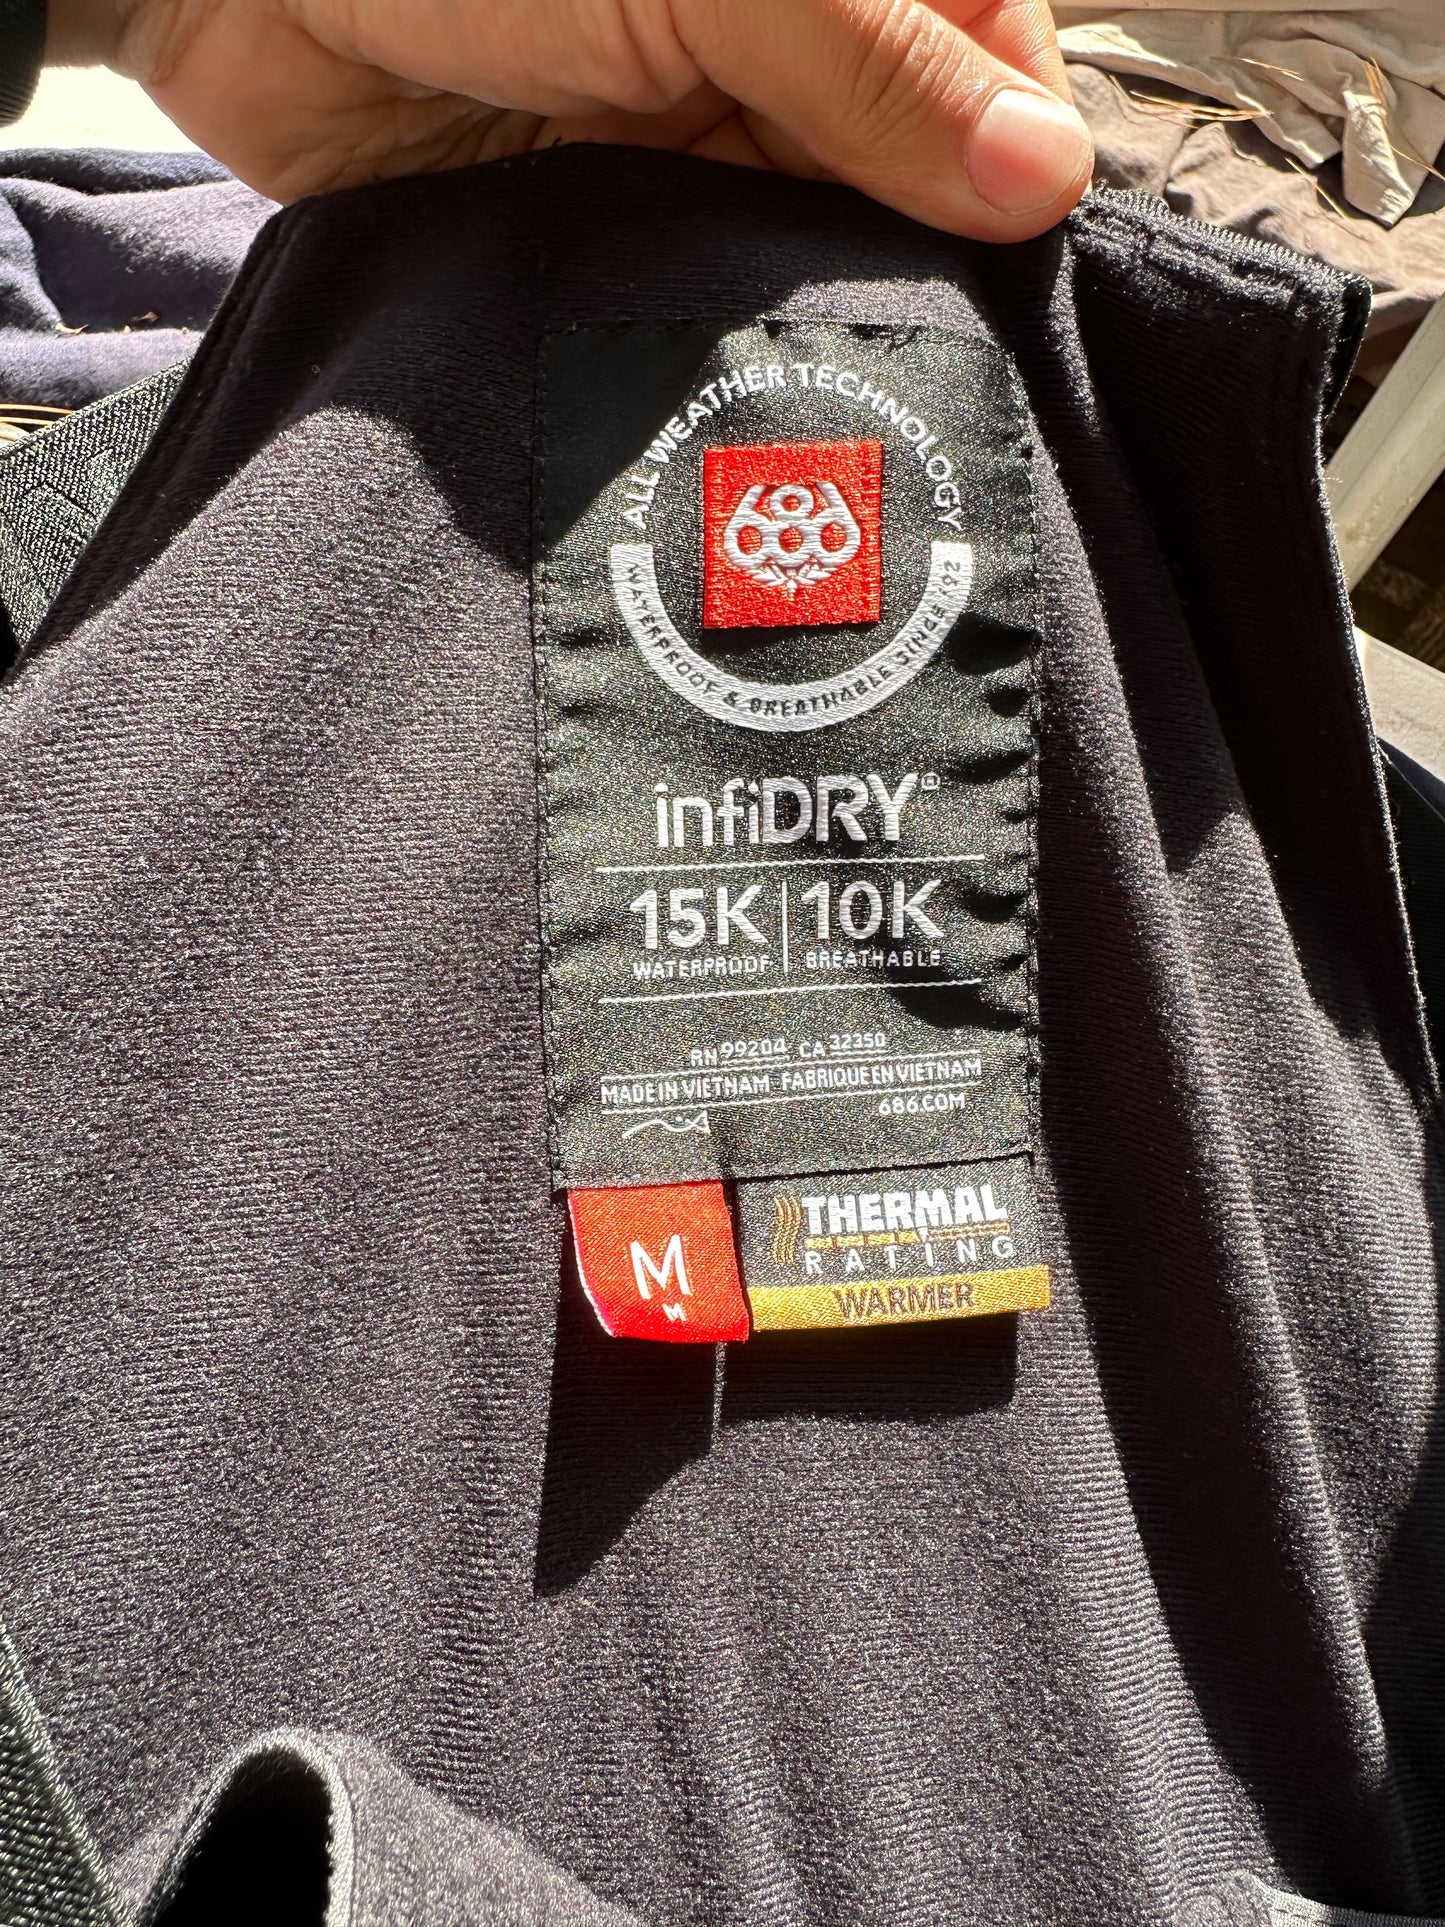 ALL WEATHER TECHNOLOGY
686
WATERPROOF & BREATHABLE SINCE 1992
infiDRY
15K | 10K
WATERPROOF BREATHABLE
RN 99204 CA 32350
MADE IN VIETNAM FABRIQUE EN VIETNAM
686.COM
M
M
THERMAL
RATING
WARMER